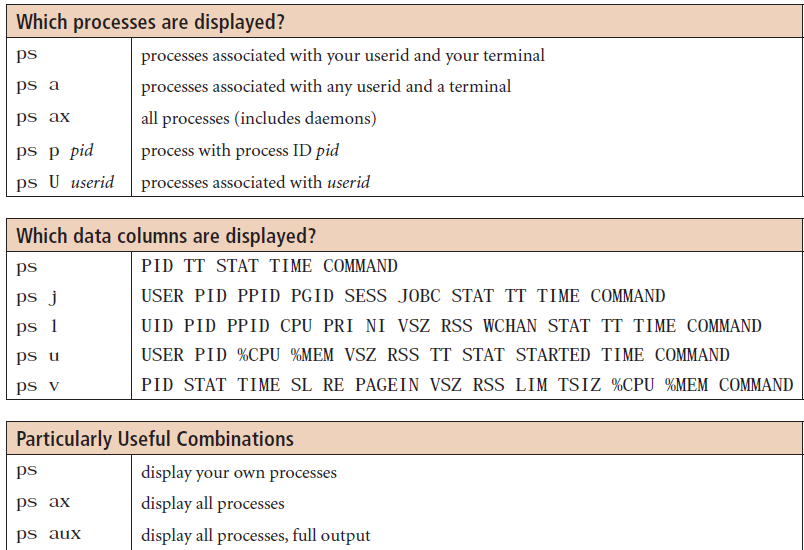 Which processes are displayed?
ps processes associated with your userid and your terminal
ps a processes associated with any userid and a terminal
ps ax all processes (includes daemons)
ps p pid process with process ID pid
ps U userid processes associated with userid
Which data columns are displayed?
ps PID TT STAT TIME COMMAND
ps j USER PID PPID PGID SESS JOBC STAT TT TIME COMMAND
ps l UID PID PPID CPU PRI NI VSZ RSS WCHAN STAT TT TIME COMMAND
ps u USER PID %CPU %MEM VSZ RSS TT STAT STARTED TIME COMMAND
ps v PID STAT TIME SL RE PAGEIN VSZ RSS LIM TSIZ %CPU %MEM COMMAND
Particularly Useful Combinations
ps display your own processes
ps ax display all processes
ps aux display all processes, full output